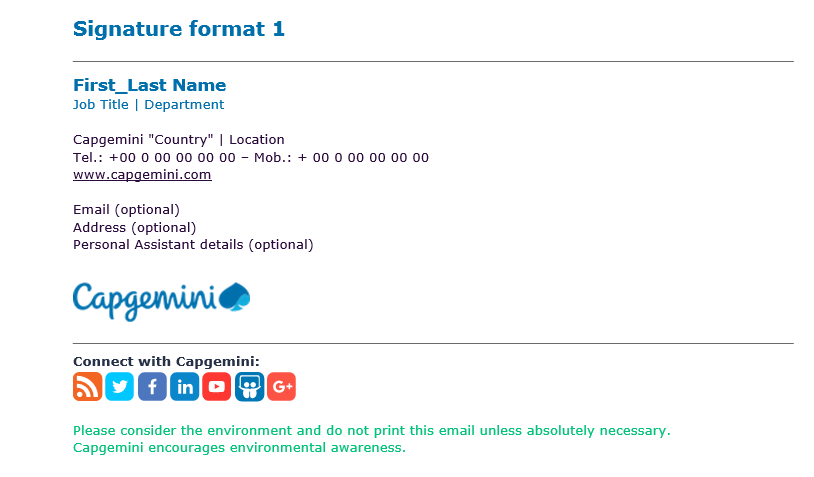 Signature format 1
First_Last Name
Job Title | Department
Capgemini "Country" | Location
Tel.: +00 0 00 00 00 00 – Mob.: + 00 0 00 00 00 00
www.capgemini.com
Email (optional)
Address (optional)
Personal Assistant details (optional)
Capgemini
Connect with Capgemini:
f in G+
Please consider the environment and do not print this email unless absolutely necessary.
Capgemini encourages environmental awareness.